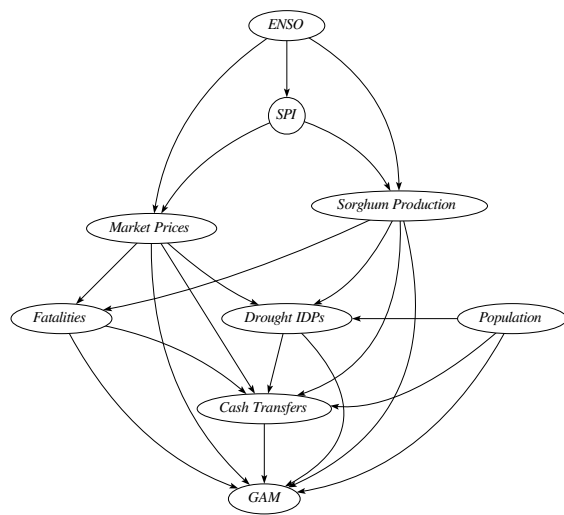 ENSO
SPI
Sorghum Production
Market Prices
Fatalities
Drought IDPs
Population
Cash Transfers
GAM